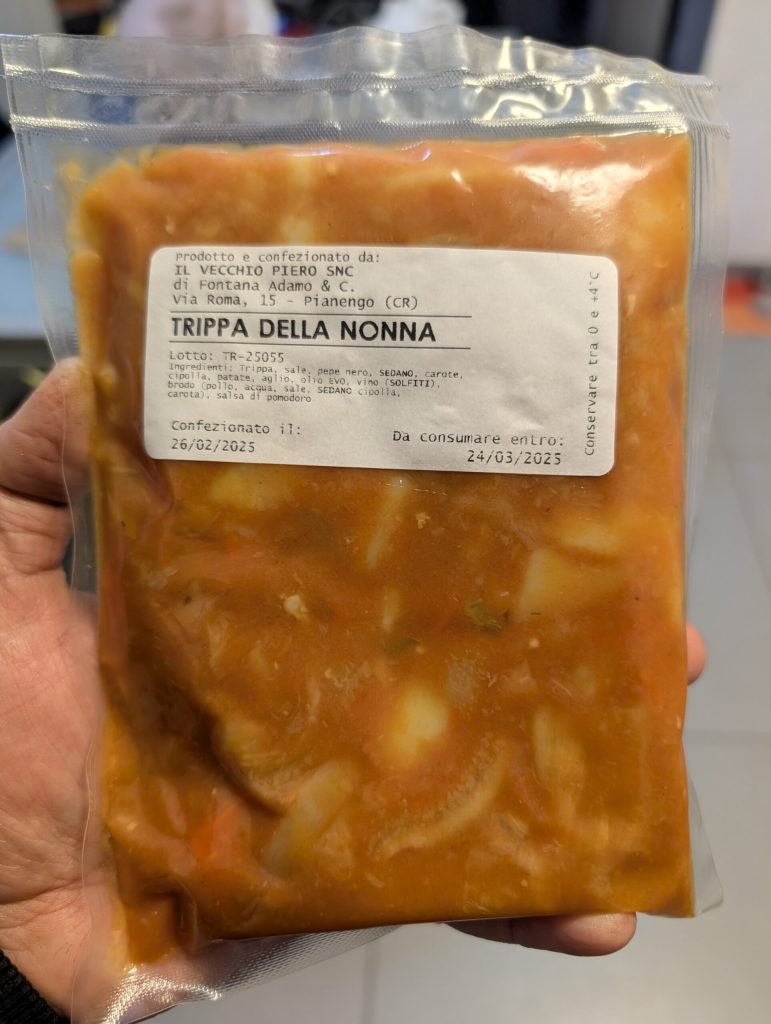 Prodotto e confezionato da:
IL VECCHIO PIERO SNC
di Fontana Adamo & C.
Via Roma, 15 - Pianengo (CR)
TRIPPA DELLA NONNA
Lotto: TR-25055
Ingredienti: Trippa, sale, pepe nero, SEDANO, carote,
cipolla, patate, aglio, olio EVO, vino (SOLFITI),
brodo (pollo, acqua, sale, SEDANO cipolla,
carota), salsa di pomodoro
Confezionato il:
26/02/2025
Da consumare entro:
24/03/2025
Conservare tra 0 e +4°C